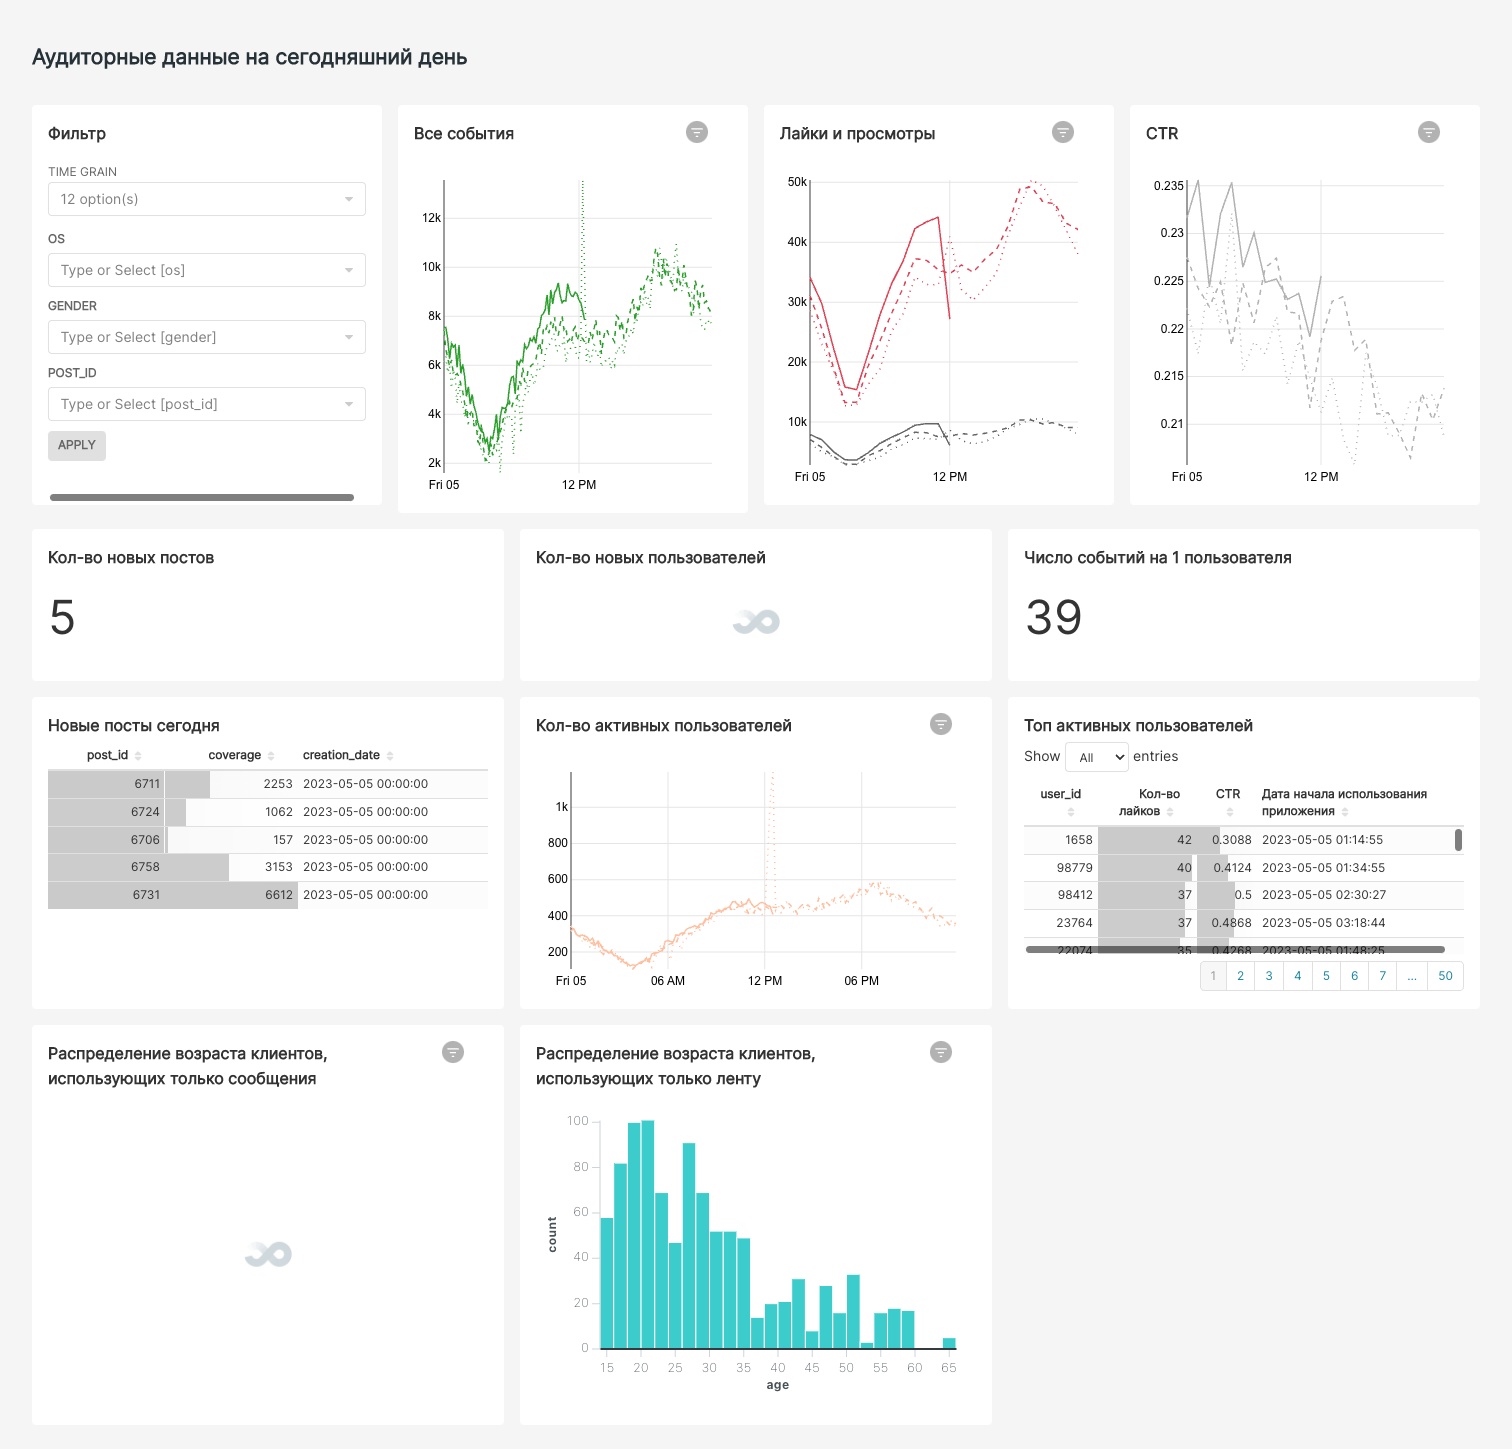 Аудиторные данные на сегодняшний день
Фильтр
TIME GRAIN
12 option(s)
OS
Type or Select [os]
GENDER
Type or Select [gender]
POST_ID
Type or Select [post_id]
APPLY
Все события
12k
10k
8k
6k
4k
2k
Fri 05
12 PM
Лайки и просмотры
50k
40k
30k
20k
10k
Fri 05
12 PM
CTR
0.235
0.23
0.225
0.22
0.215
0.21
Fri 05
12 PM
Кол-во новых постов
5
Кол-во новых пользователей
Число событий на 1 пользователя
39
Новые посты сегодня
post_id coverage creation_date
6711 2253 2023-05-05 00:00:00
6724 1062 2023-05-05 00:00:00
6706 157 2023-05-05 00:00:00
6758 3153 2023-05-05 00:00:00
6731 6612 2023-05-05 00:00:00
Кол-во активных пользователей
1k
800
600
400
200
Fri 05
06 AM
12 PM
06 PM
Топ активных пользователей
Show All entries
user_id Кол-во CTR Дата начала использования
лайков приложения
1658 42 0.3088 2023-05-05 01:14:55
98779 40 0.4124 2023-05-05 01:34:55
98412 37 0.5 2023-05-05 02:30:27
23764 37 0.4868 2023-05-05 03:18:44
22074 35 0.4268 2023-05-05 01:48:25
1 2 3 4 5 6 7 ... 50
Распределение возраста клиентов,
использующих только сообщения
Распределение возраста клиентов,
использующих только ленту
100
80
60
40
20
0
count
15 20 25 30 35 40 45 50 55 60 65
age